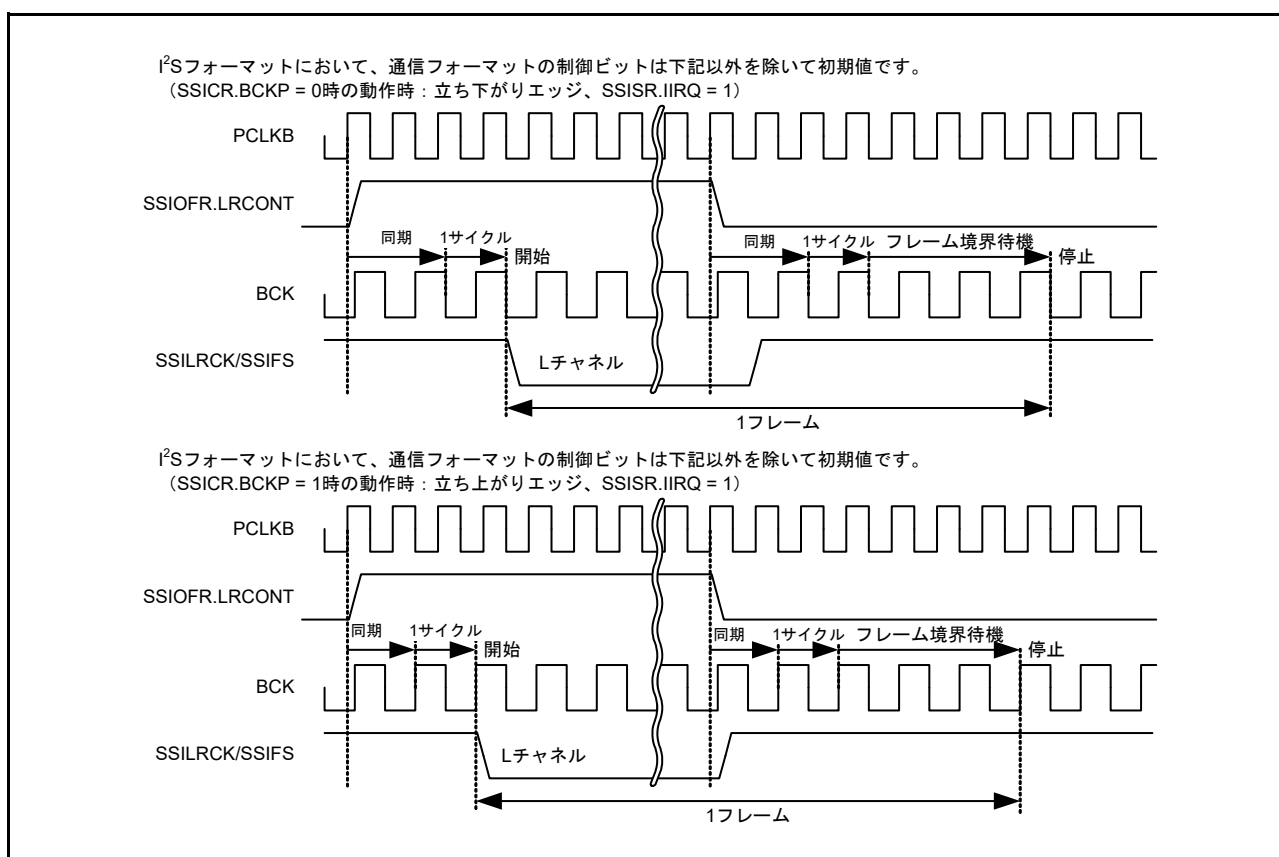 I²Sフォーマットにおいて、通信フォーマットの制御ビットは下記以外を除いて初期値です。
（SSICR.BCKP = 0時の動作時：立ち下がりエッジ、SSISR.IIRQ = 1）
PCLKB
SSIOFR.LRCONT
同期 1サイクル 開始 同期 1サイクル フレーム境界待機 停止
BCK
SSILRCK/SSIFS
Lチャネル
1フレーム
I²Sフォーマットにおいて、通信フォーマットの制御ビットは下記以外を除いて初期値です。
（SSICR.BCKP = 1時の動作時：立ち上がりエッジ、SSISR.IIRQ = 1）
PCLKB
SSIOFR.LRCONT
同期 1サイクル 開始 同期 1サイクル フレーム境界待機 停止
BCK
SSILRCK/SSIFS
Lチャネル
1フレーム